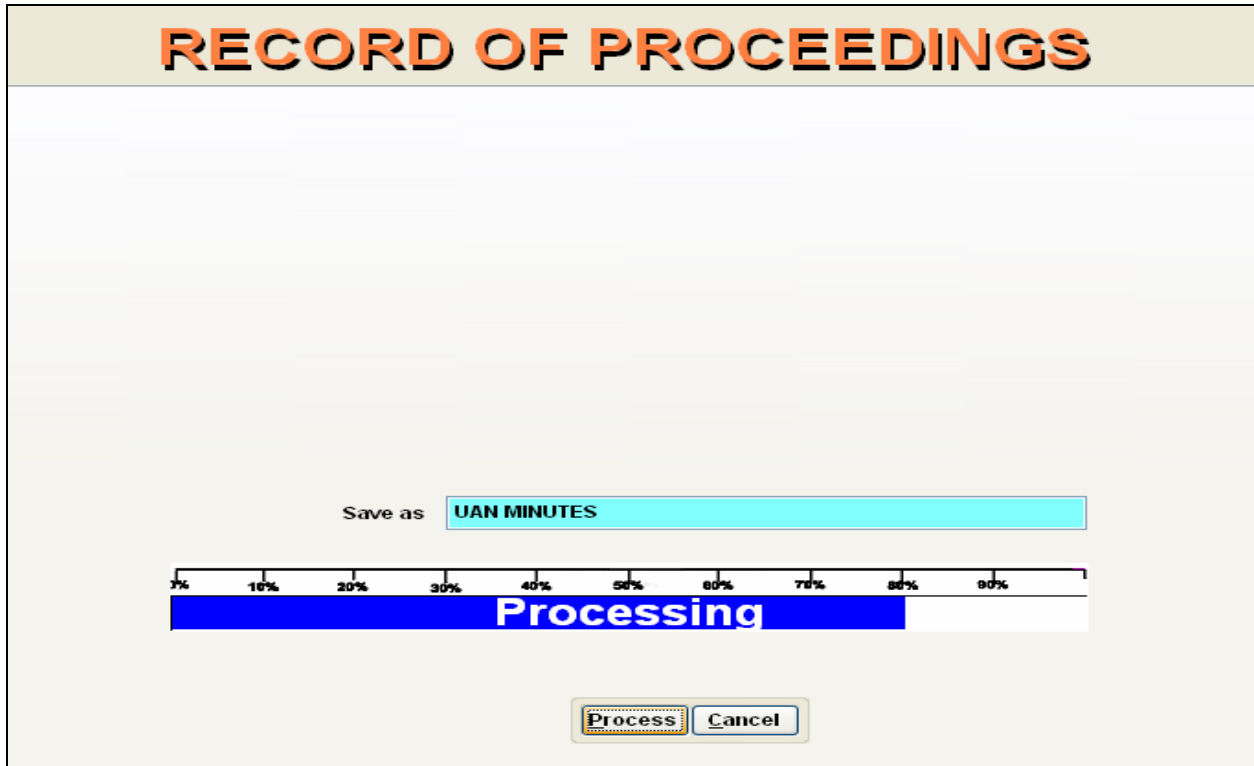 RECORD OF PROCEEDINGS
Save as UAN MINUTES
0% 10% 20% 30% 40% 50% 60% 70% 80% 90%
Processing
Process Cancel